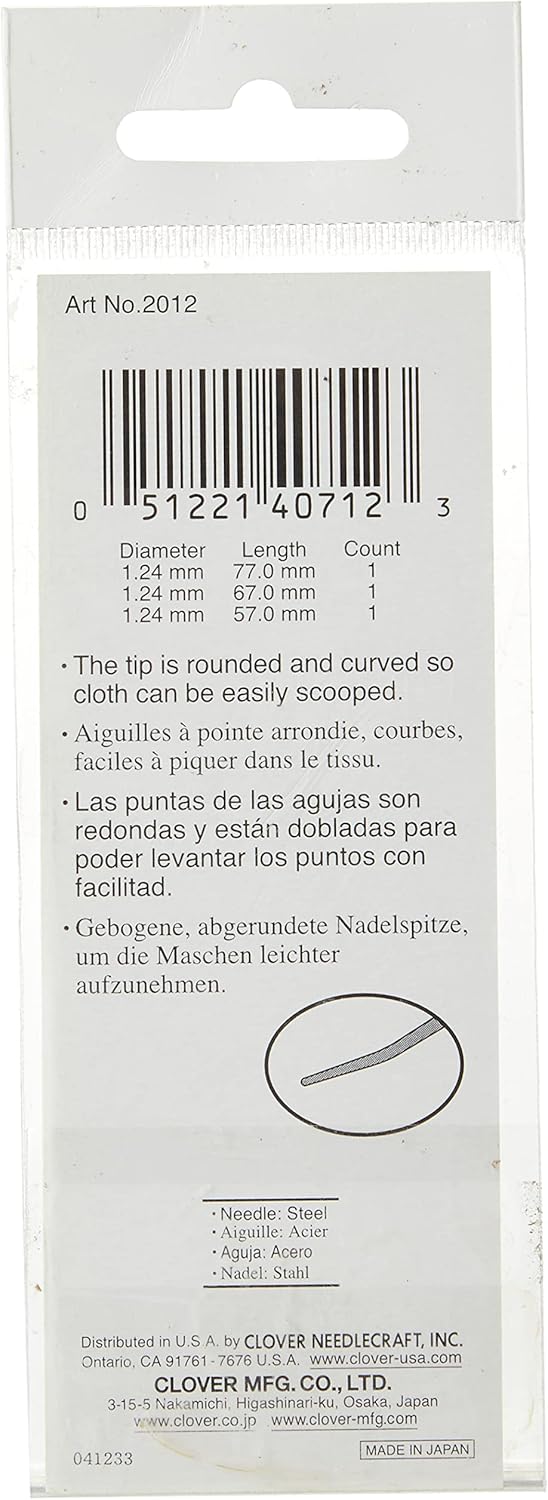 Art No.2012
0 51221 40712 3
Diameter Length Count
1.24 mm 77.0 mm 1
1.24 mm 67.0 mm 1
1.24 mm 57.0 mm 1
· The tip is rounded and curved so
cloth can be easily scooped.
· Aiguilles à pointe arrondie, courbes,
faciles à piquer dans le tissu.
· Las puntas de las agujas son
redondas y están dobladas para
poder levantar los puntos con
facilitad.
· Gebogene, abgerundete Nadelspitze,
um die Maschen leichter
aufzunehmen.
· Needle: Steel
· Aiguille: Acier
· Aguja: Acero
· Nadel: Stahl
Distributed in U.S.A. by CLOVER NEEDLECRAFT, INC.
Ontario, CA 91761-7676 U.S.A. www.clover-usa.com
CLOVER MFG. CO., LTD.
3-15-5 Nakamichi, Higashinari-ku, Osaka, Japan
www.clover.co.jp www.clover-mfg.com
041233 MADE IN JAPAN